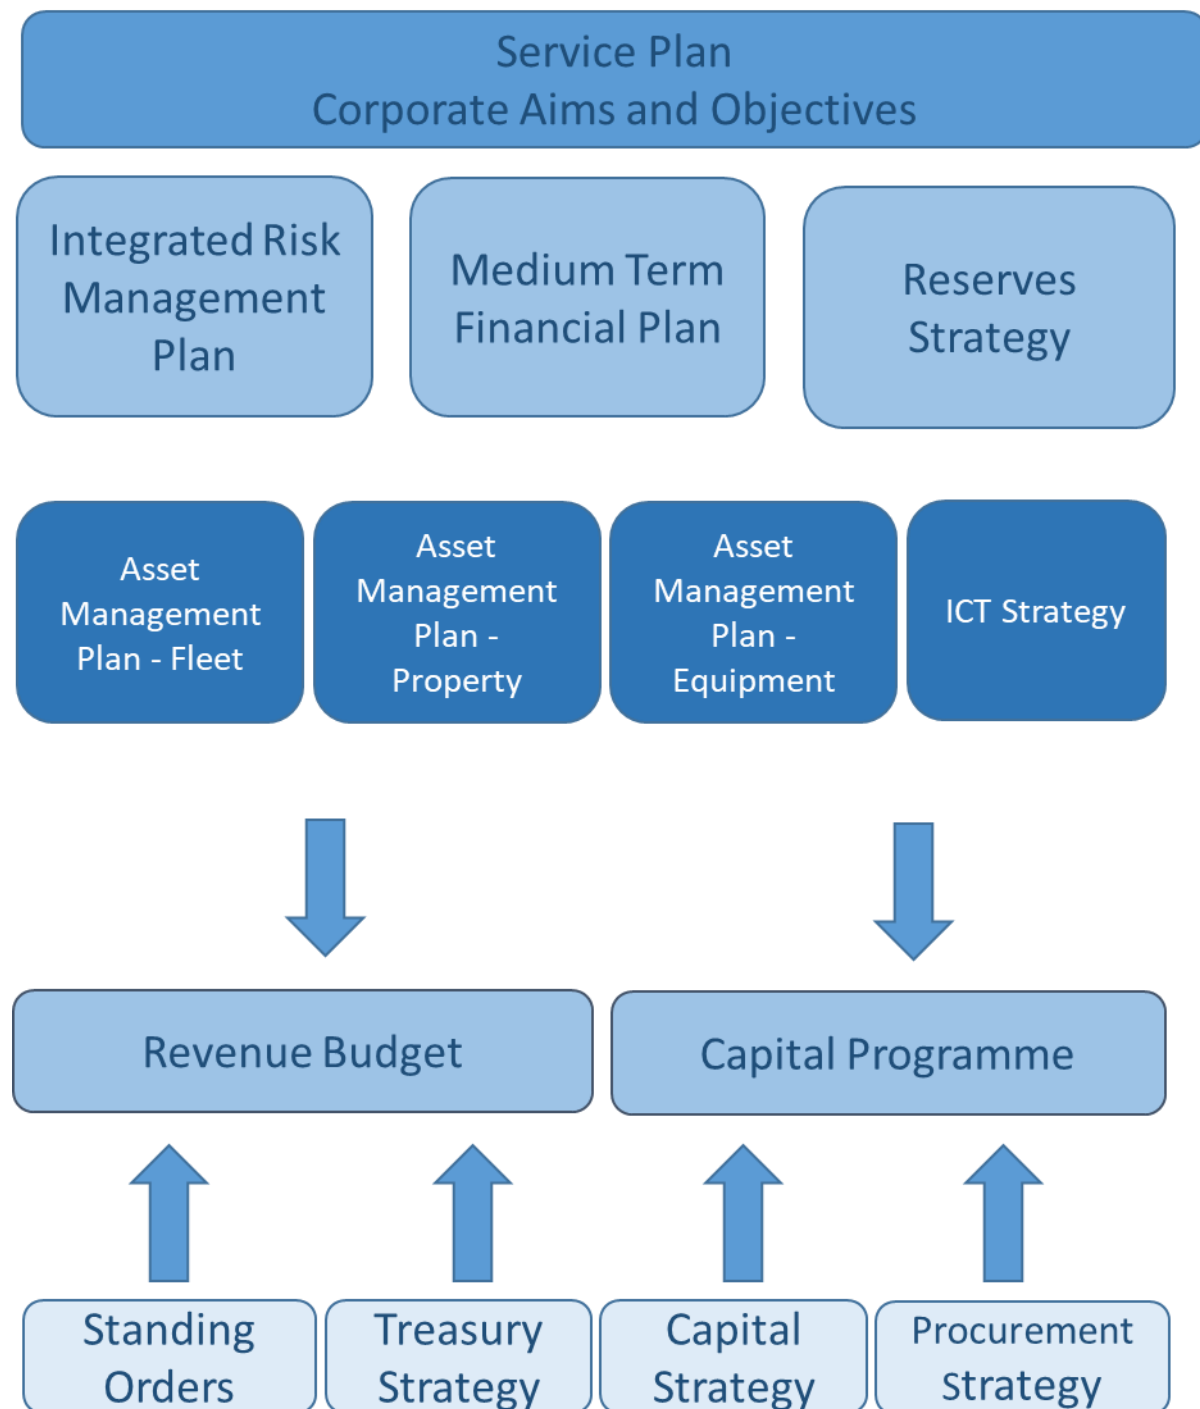 Service Plan
Corporate Aims and Objectives
Integrated Risk
Management
Plan
Medium Term
Financial Plan
Reserves
Strategy
Asset
Management
Plan - Fleet
Asset
Management
Plan -
Property
Asset
Management
Plan -
Equipment
ICT Strategy
Revenue Budget
Capital Programme
Standing
Orders
Treasury
Strategy
Capital
Strategy
Procurement
Strategy